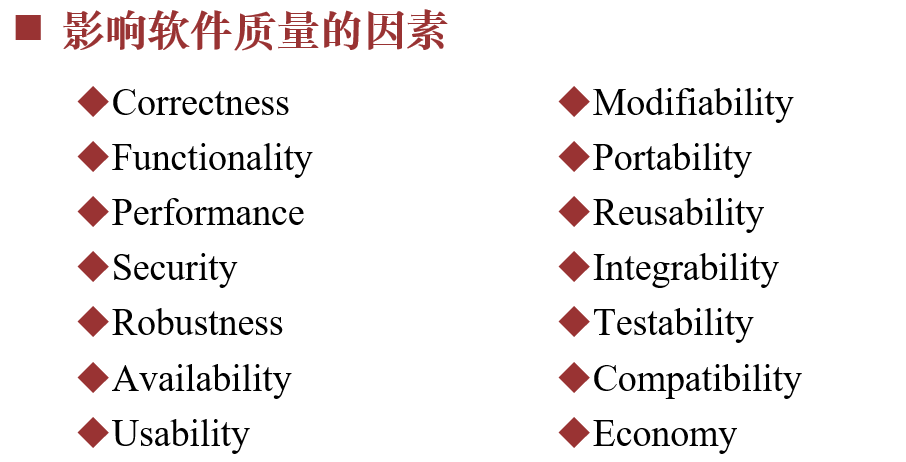 影响软件质量的因素
Correctness
Functionality
Performance
Security
Robustness
Availability
Usability
Modifiability
Portability
Reusability
Integrability
Testability
Compatibility
Economy